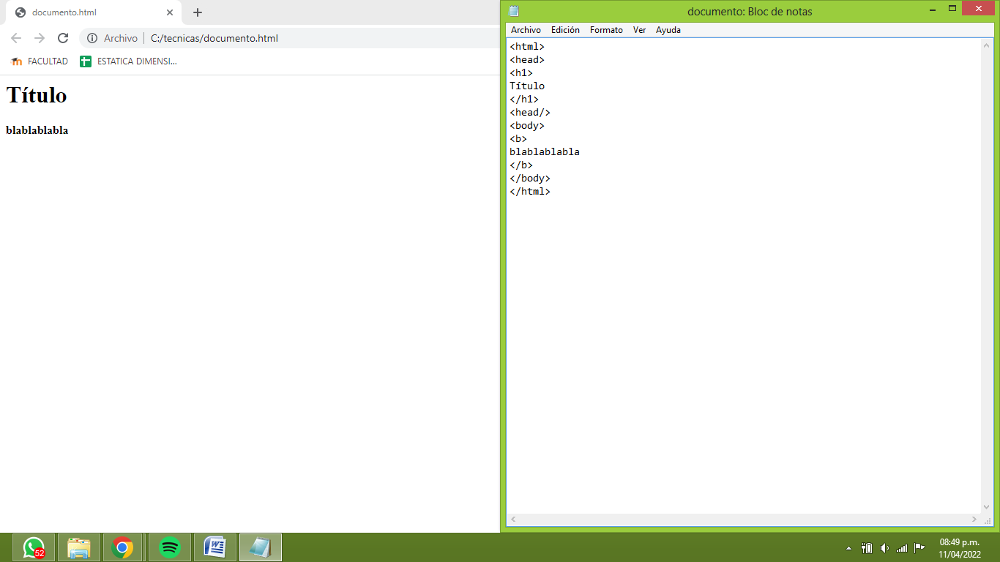 documento.html
Archivo
C:/tecnicas/documento.html
FACULTAD
ESTATICA DIMENSI...
Título
blablablabla
documento: Bloc de notas
Archivo Edición Formato Ver Ayuda
<html>
<head>
<h1>
Título
</h1>
<head/>
<body>
<b>
blablablabla
</b>
</body>
</html>
52
08:49 p.m.
11/04/2022